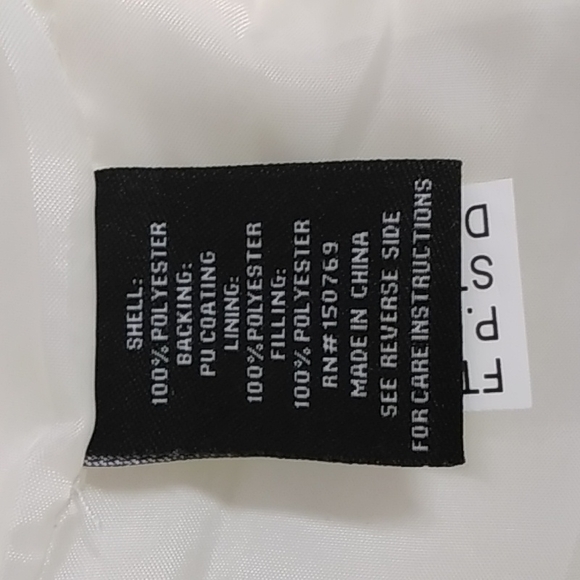 SHELL:
100% POLYESTER
BACKING:
PU COATING
LINING:
100% POLYESTER
FILLING:
100% POLYESTER
RN#150769
MADE IN CHINA
SEE REVERSE SIDE
FOR CARE INSTRUCTIONS